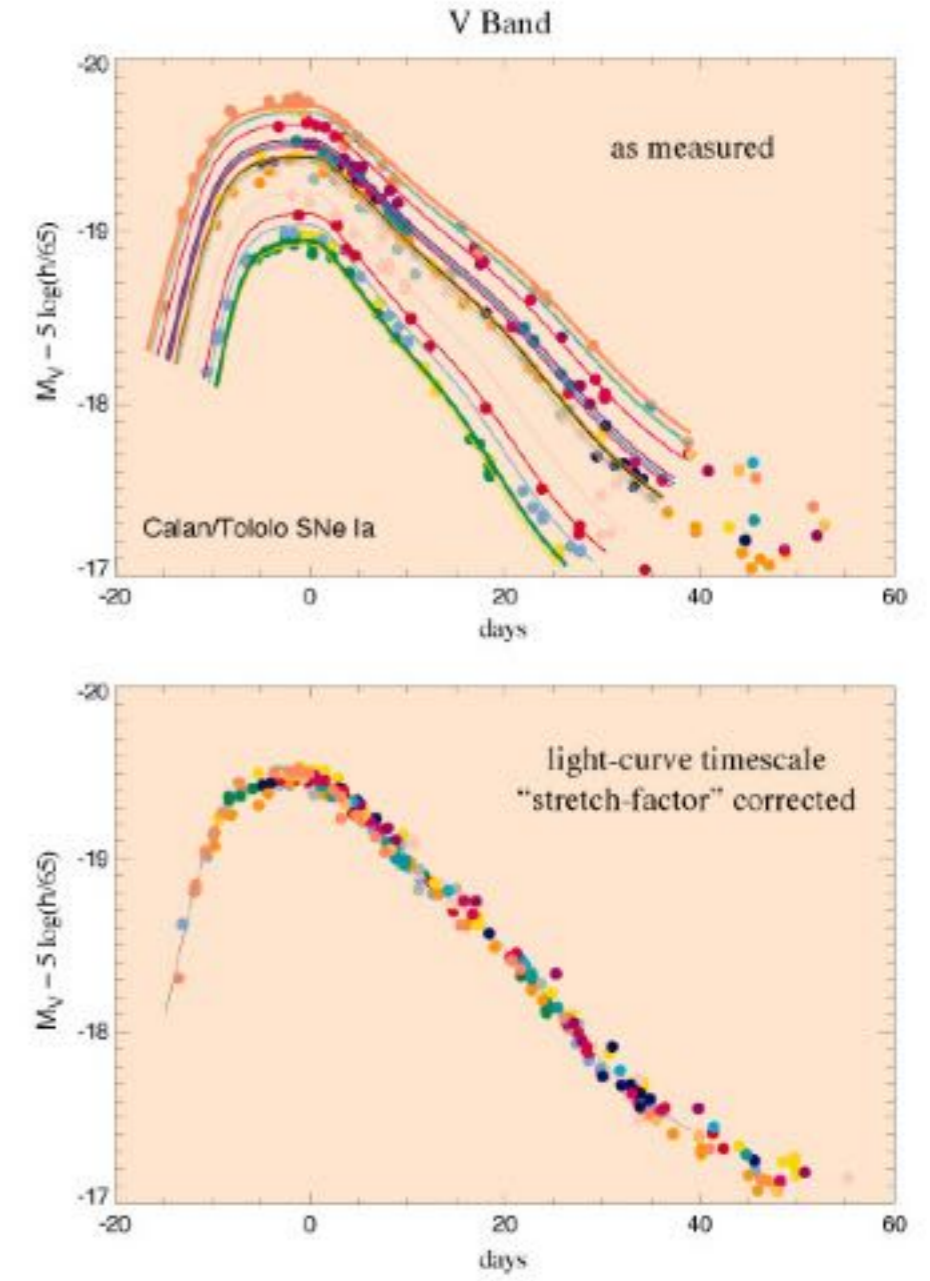 V Band
-20
as measured
-19
M_V – 5 log(h/65)
-18
Calan/Tololo SNe Ia
-17
-20 0 20 40 60
days
-20
light-curve timescale
“stretch-factor” corrected
-19
M_V – 5 log(h/65)
-18
-17
-20 0 20 40 60
days